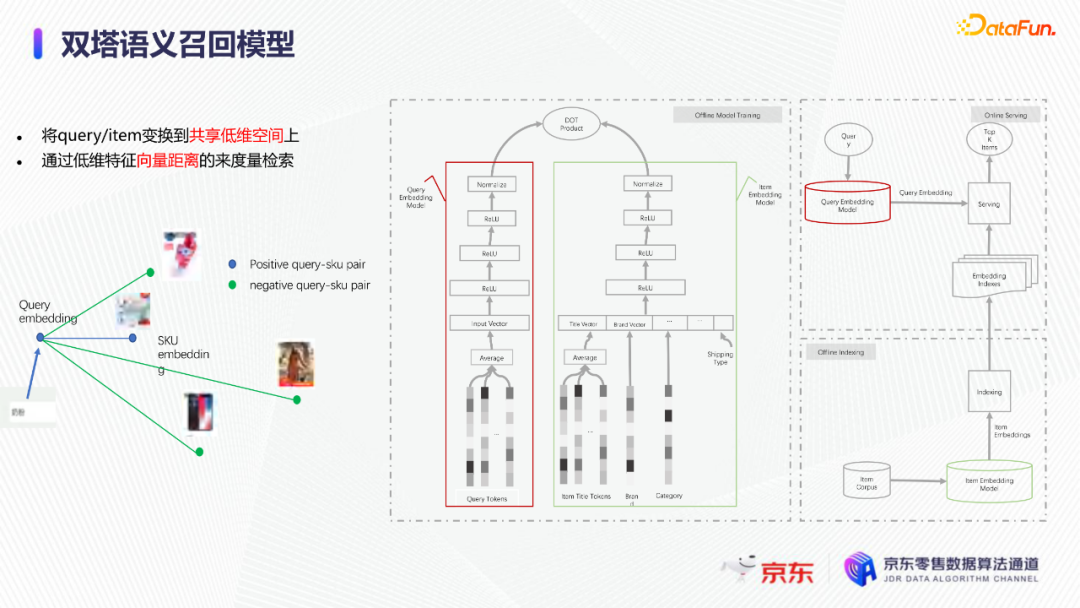 双塔语义召回模型
DataFun.
• 将query/item变换到共享低维空间上
• 通过低维特征向量距离的来度量检索
Positive query-sku pair
negative query-sku pair
Query
embedding
SKU
embeddin
g
奶粉
Offline Model Training
DOT
Product
Query
Embedding
Model
Normalize
ReLU
ReLU
ReLU
Input Vector
Average
...
Query Tokens
Item
Embedding
Model
Normalize
ReLU
ReLU
ReLU
Title Vector
Brand Vector
...
...
Average
Shipping
Type
...
Item Title Tokens
Bran
d
Category
Online Serving
Quer
y
Top
K
Items
Query Embedding
Model
Query Embedding
Serving
Embedding
Indexes
Offline Indexing
Indexing
Item
Embeddings
Item
Corpus
Item Embedding
Model
京东
京东零售数据算法通道
JDR DATA ALGORITHM CHANNEL